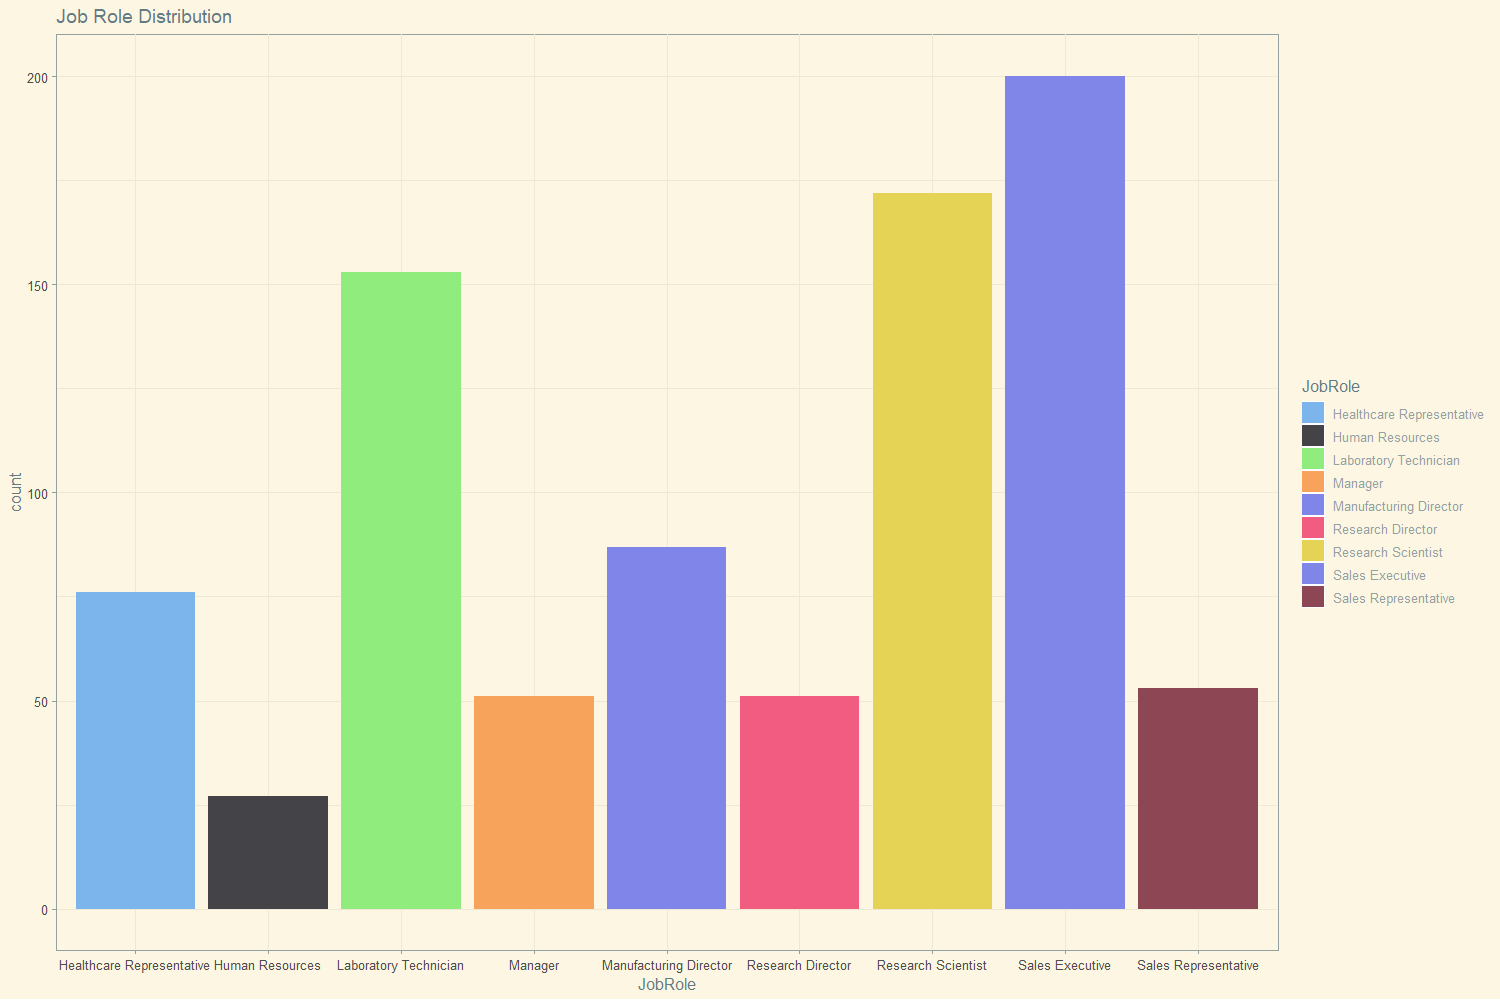 Job Role Distribution
200
150
100
50
0
count
Healthcare Representative
Human Resources
Laboratory Technician
Manager
Manufacturing Director
Research Director
Research Scientist
Sales Executive
Sales Representative
JobRole
JobRole
Healthcare Representative
Human Resources
Laboratory Technician
Manager
Manufacturing Director
Research Director
Research Scientist
Sales Executive
Sales Representative